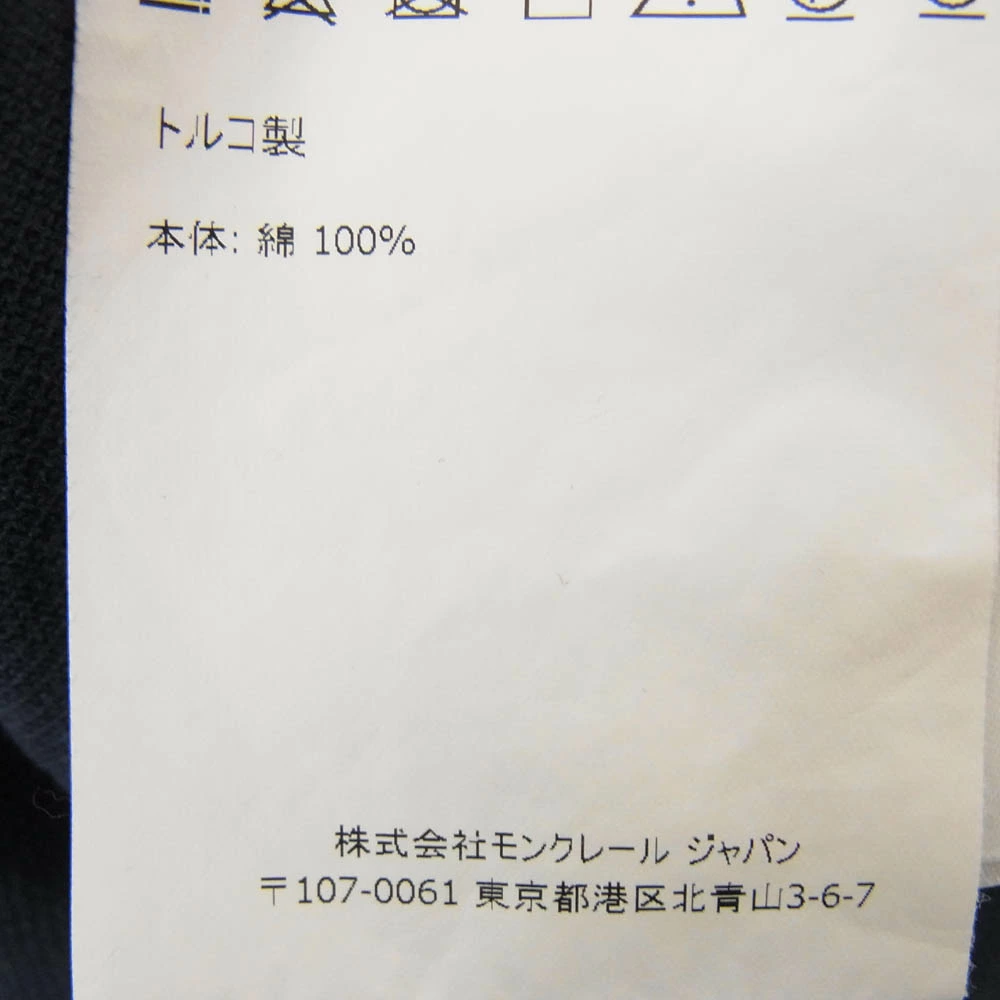 トルコ製
本体: 綿 100%
株式会社モンクレール ジャパン
〒107-0061 東京都港区北青山3-6-7